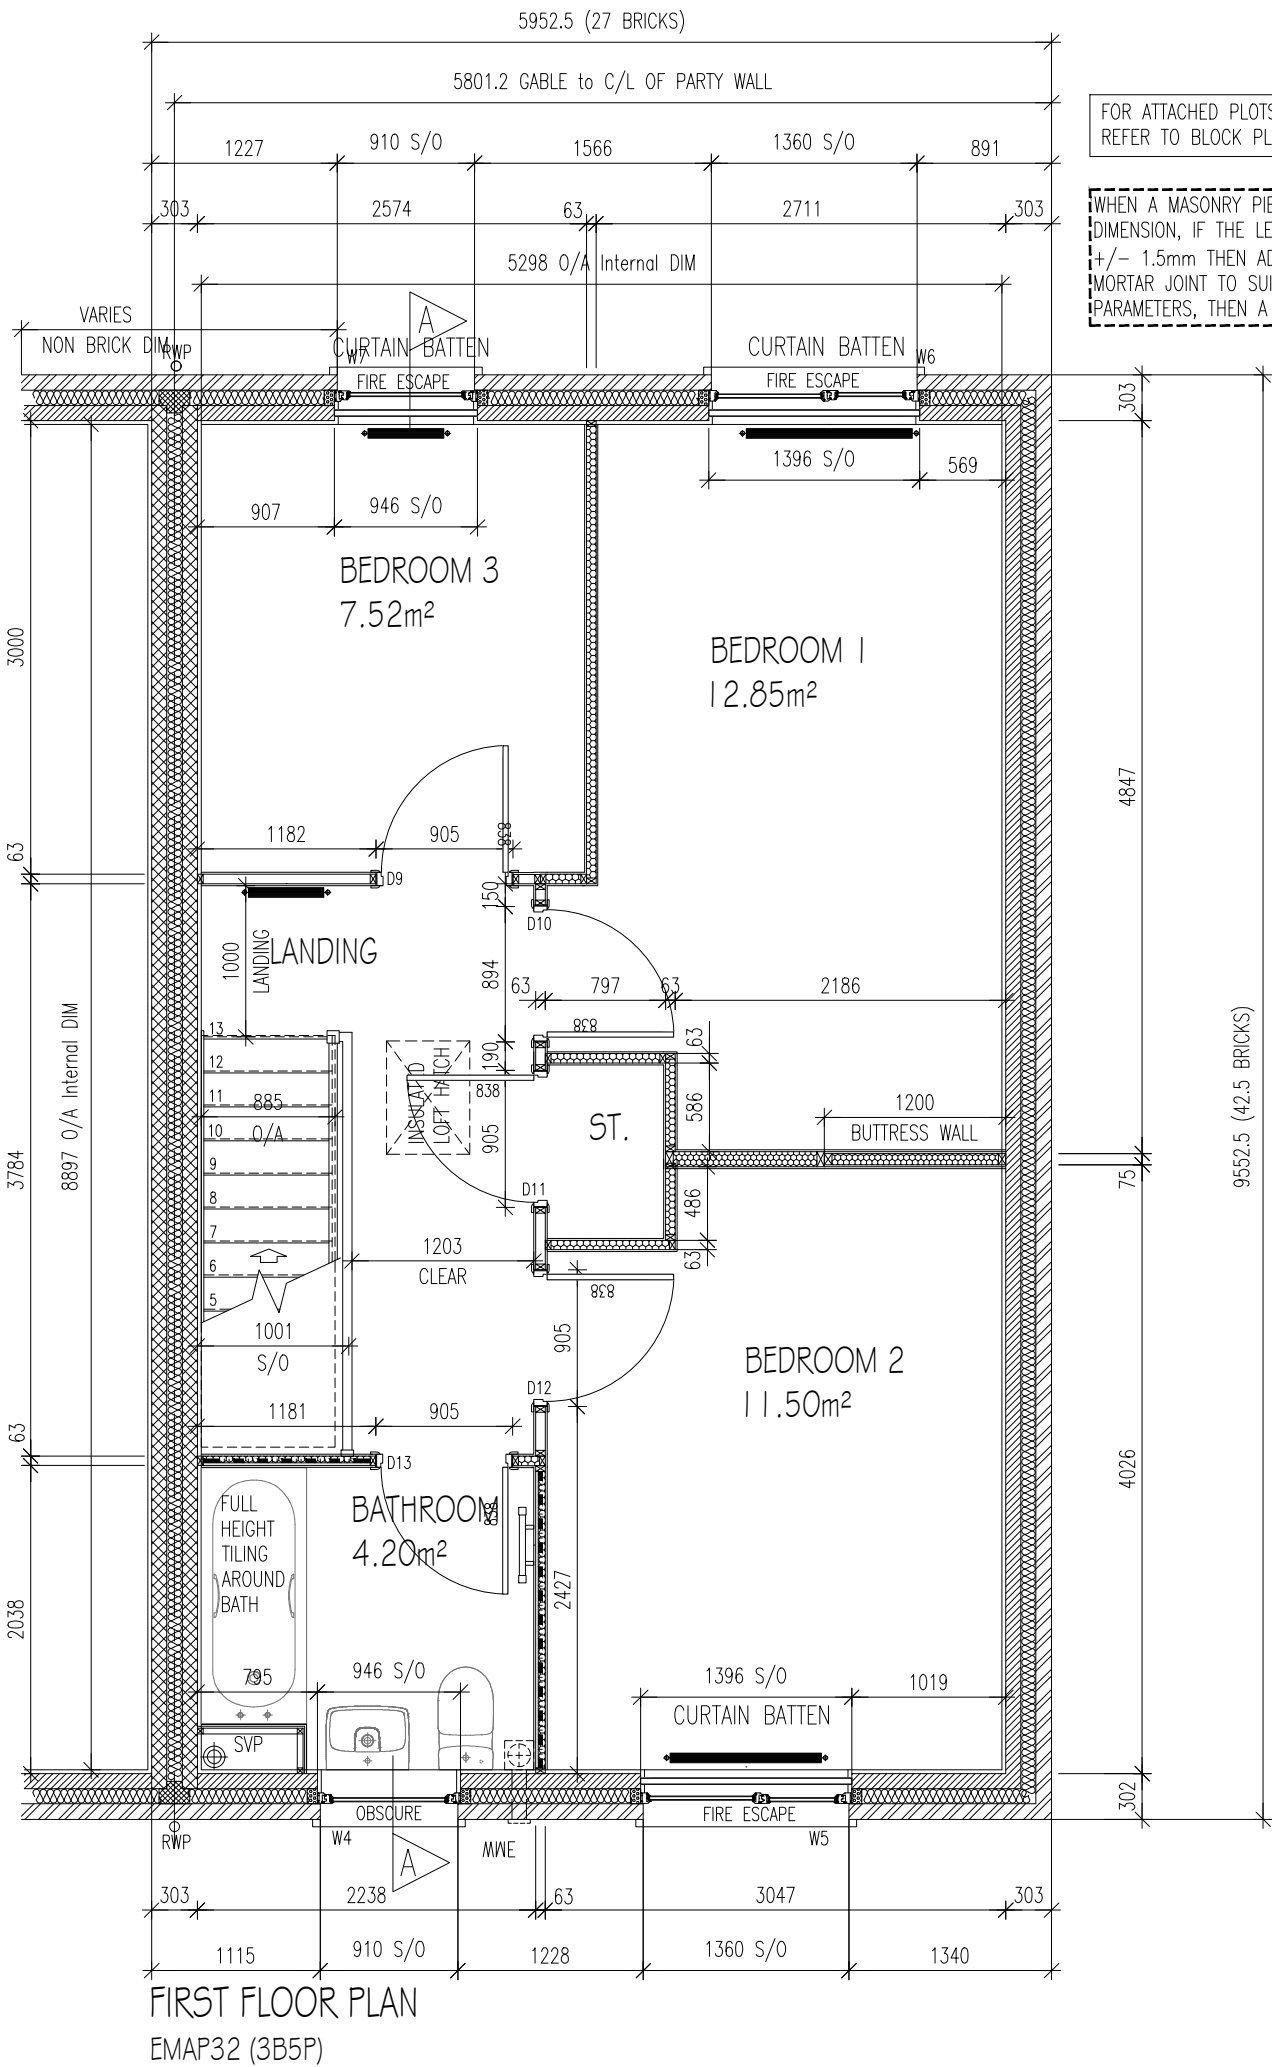 5952.5 (27 BRICKS)
5801.2 GABLE to C/L OF PARTY WALL
FOR ATTACHED PLOTS
REFER TO BLOCK PL
1227
910 S/O
1566
1360 S/O
891
WHEN A MASONRY PIE
DIMENSION, IF THE LE
+/- 1.5mm THEN AD
MORTAR JOINT TO SUI
PARAMETERS, THEN A
303
2574
63
2711
303
5298 O/A Internal DIM
VARIES
NON BRICK DIM
RWP
A
W7
CURTAIN BATTEN
CURTAIN BATTEN
W6
FIRE ESCAPE
FIRE ESCAPE
303
1396 S/O
569
907
946 S/O
BEDROOM 3
7.52m²
BEDROOM 1
12.85m²
3000
4847
1182
905
838
63
D9
150
D10
LANDING
1000
LANDING
894
63
797
63
2186
838
63
190
13
12
11
10
9
8
7
6
5
885
O/A
INSULATED
LOFT HATCH
838
905
ST.
586
1200
BUTTRESS WALL
8897 O/A Internal DIM
3784
9552.5 (42.5 BRICKS)
75
D11
486
63
1203
CLEAR
838
1001
S/O
905
BEDROOM 2
11.50m²
D12
1181
905
63
D13
4026
FULL
HEIGHT
TILING
AROUND
BATH
BATHROOM
4.20m²
838
2427
2038
795
946 S/O
1396 S/O
1019
CURTAIN BATTEN
SVP
OBSCURE
FIRE ESCAPE
302
RWP
W4
A
MME
W5
303
2238
63
3047
303
1115
910 S/O
1228
1360 S/O
1340
FIRST FLOOR PLAN
EMAP32 (3B5P)